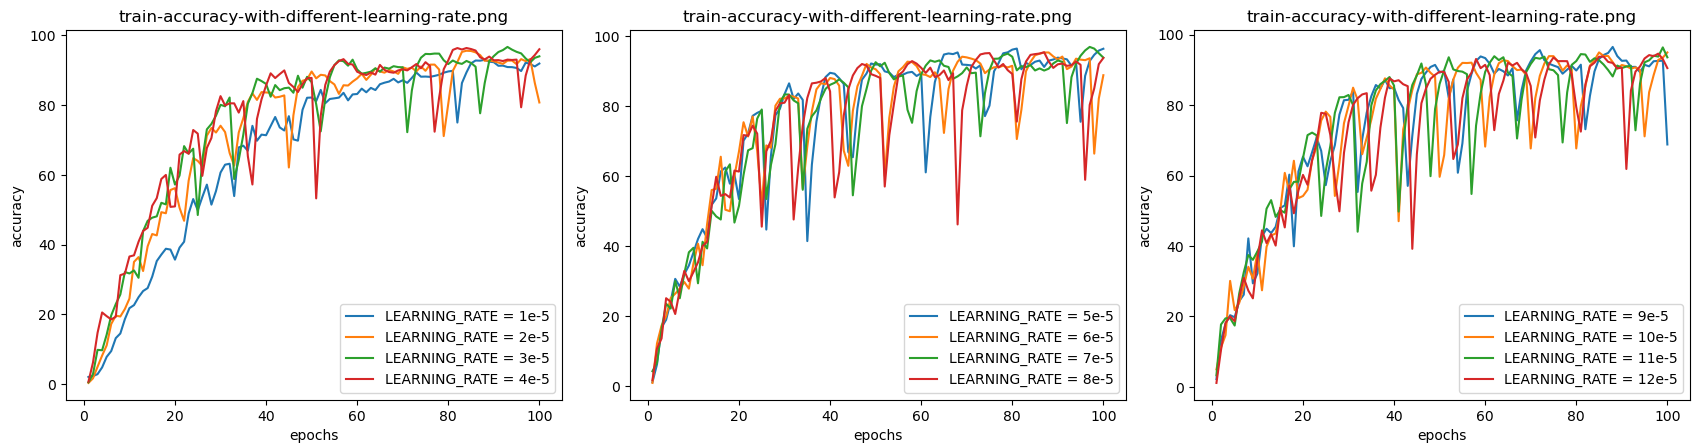 train-accuracy-with-different-learning-rate.png
accuracy
100
80
60
40
20
0
0 20 40 60 80 100
epochs
LEARNING_RATE = 1e-5
LEARNING_RATE = 2e-5
LEARNING_RATE = 3e-5
LEARNING_RATE = 4e-5
train-accuracy-with-different-learning-rate.png
accuracy
100
80
60
40
20
0
0 20 40 60 80 100
epochs
LEARNING_RATE = 5e-5
LEARNING_RATE = 6e-5
LEARNING_RATE = 7e-5
LEARNING_RATE = 8e-5
train-accuracy-with-different-learning-rate.png
accuracy
100
80
60
40
20
0
0 20 40 60 80 100
epochs
LEARNING_RATE = 9e-5
LEARNING_RATE = 10e-5
LEARNING_RATE = 11e-5
LEARNING_RATE = 12e-5